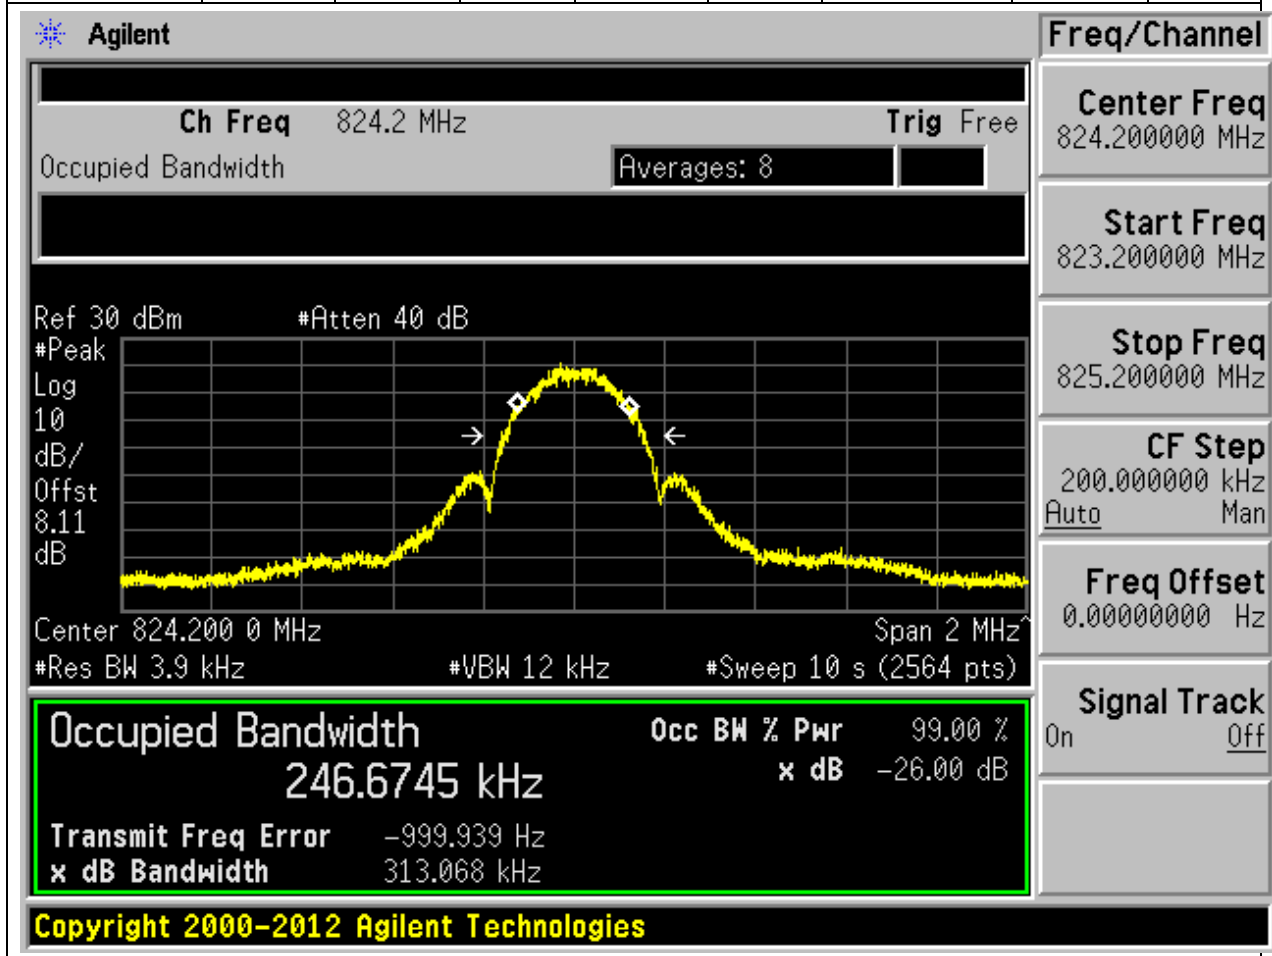 Agilent
Freq/Channel
Ch Freq 824.2 MHz Trig Free
Occupied Bandwidth Averages: 8
Center Freq
824.200000 MHz
Start Freq
823.200000 MHz
Stop Freq
825.200000 MHz
CF Step
200.000000 kHz
Auto Man
Freq Offset
0.00000000 Hz
Signal Track
On Off
Ref 30 dBm #Atten 40 dB
#Peak
Log
10
dB/
Offst
8.11
dB
Center 824.200 0 MHz Span 2 MHz^
#Res BW 3.9 kHz #VBW 12 kHz #Sweep 10 s (2564 pts)
Occupied Bandwidth
246.6745 kHz
Occ BW % Pwr 99.00 %
x dB -26.00 dB
Transmit Freq Error -999.939 Hz
x dB Bandwidth 313.068 kHz
Copyright 2000-2012 Agilent Technologies